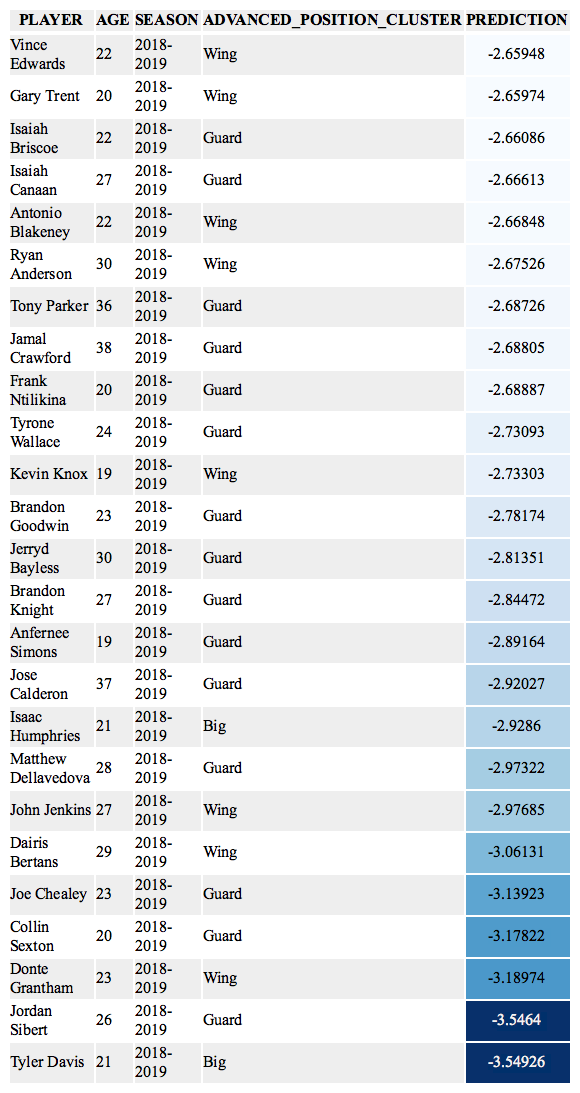 PLAYER AGE SEASON ADVANCED_POSITION_CLUSTER PREDICTION
Vince Edwards 22 2018-2019 Wing -2.65948
Gary Trent 20 2018-2019 Wing -2.65974
Isaiah Briscoe 22 2018-2019 Guard -2.66086
Isaiah Canaan 27 2018-2019 Guard -2.66613
Antonio Blakeney 22 2018-2019 Wing -2.66848
Ryan Anderson 30 2018-2019 Wing -2.67526
Tony Parker 36 2018-2019 Guard -2.68726
Jamal Crawford 38 2018-2019 Guard -2.68805
Frank Ntilikina 20 2018-2019 Guard -2.68887
Tyrone Wallace 24 2018-2019 Guard -2.73093
Kevin Knox 19 2018-2019 Wing -2.73303
Brandon Goodwin 23 2018-2019 Guard -2.78174
Jerryd Bayless 30 2018-2019 Guard -2.81351
Brandon Knight 27 2018-2019 Guard -2.84472
Anfernee Simons 19 2018-2019 Guard -2.89164
Jose Calderon 37 2018-2019 Guard -2.92027
Isaac Humphries 21 2018-2019 Big -2.9286
Matthew Dellavedova 28 2018-2019 Guard -2.97322
John Jenkins 27 2018-2019 Wing -2.97685
Dairis Bertans 29 2018-2019 Wing -3.06131
Joe Chealey 23 2018-2019 Guard -3.13923
Collin Sexton 20 2018-2019 Guard -3.17822
Donte Grantham 23 2018-2019 Wing -3.18974
Jordan Sibert 26 2018-2019 Guard -3.5464
Tyler Davis 21 2018-2019 Big -3.54926